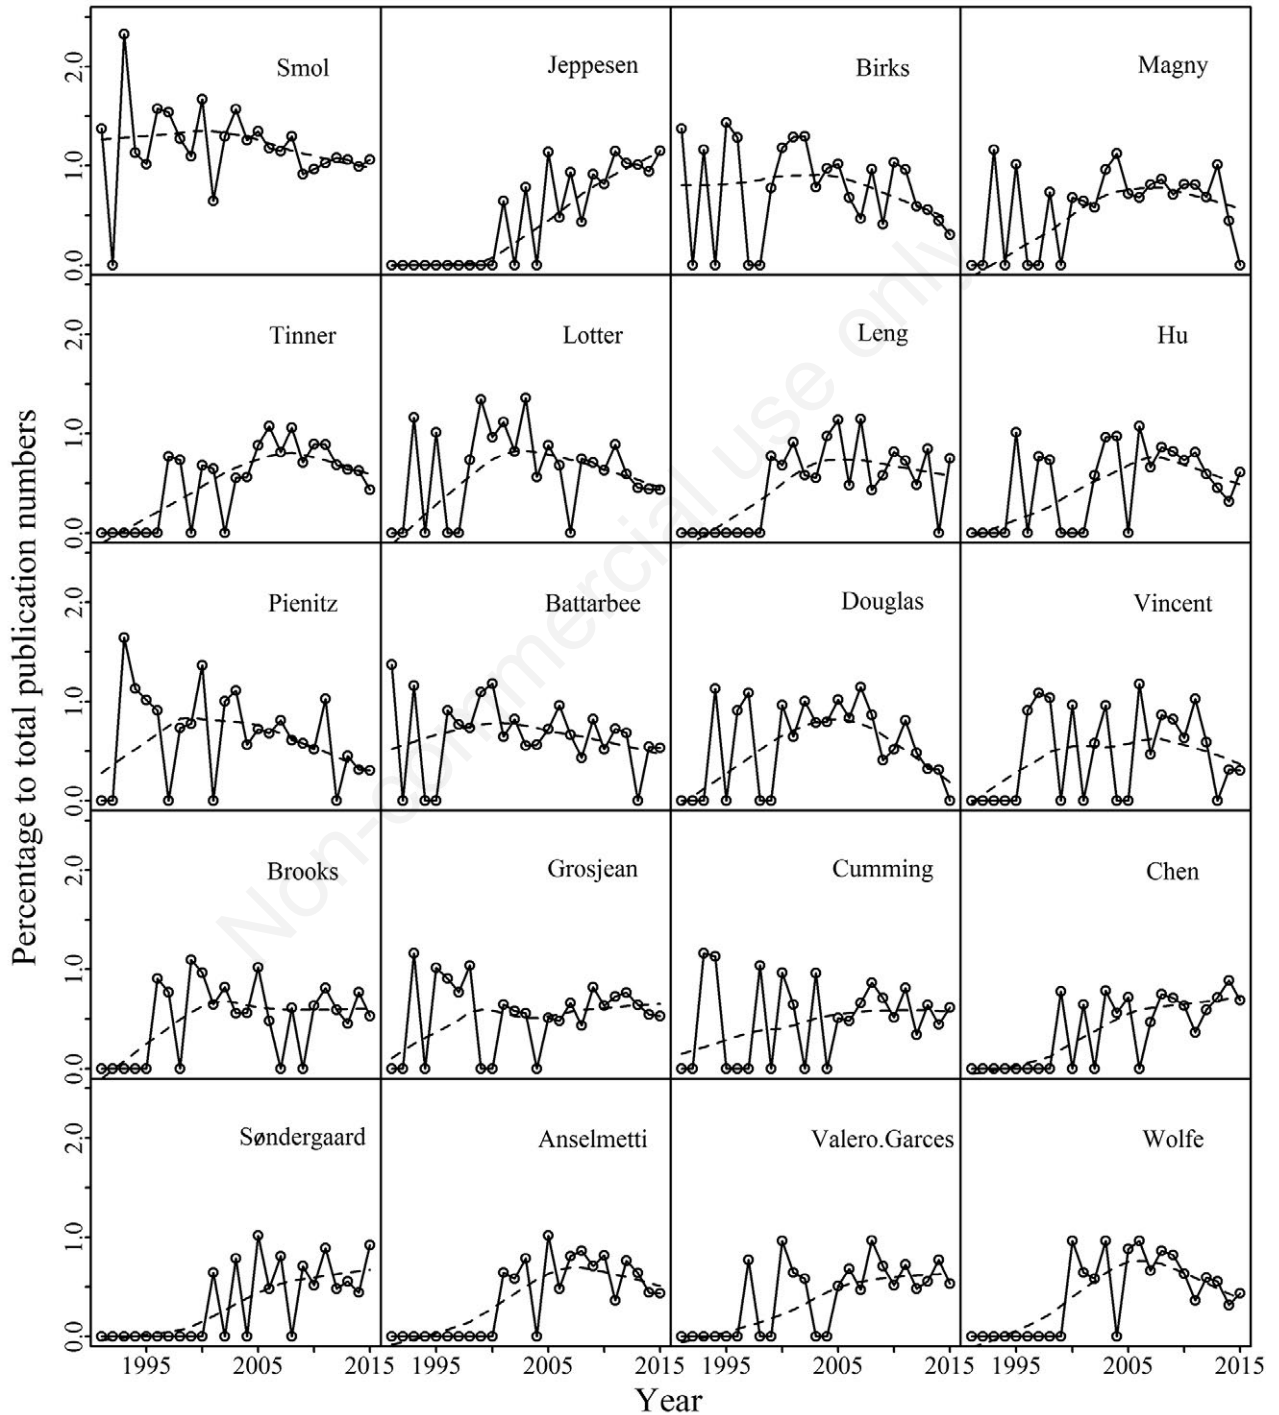 Smol
Jeppesen
Birks
Magny
0.0 1.0 2.0
Tinner
Lotter
Leng
Hu
0.0 1.0 2.0
Pienitz
Battarbee
Douglas
Vincent
0.0 1.0 2.0
Brooks
Grosjean
Cumming
Chen
0.0 1.0 2.0
Søndergaard
Anselmetti
Valero.Garces
Wolfe
0.0 1.0 2.0
Percentage to total publication numbers
1995 2005 2015 1995 2005 2015 1995 2005 2015 1995 2005 2015
Year
Non-commercial use only